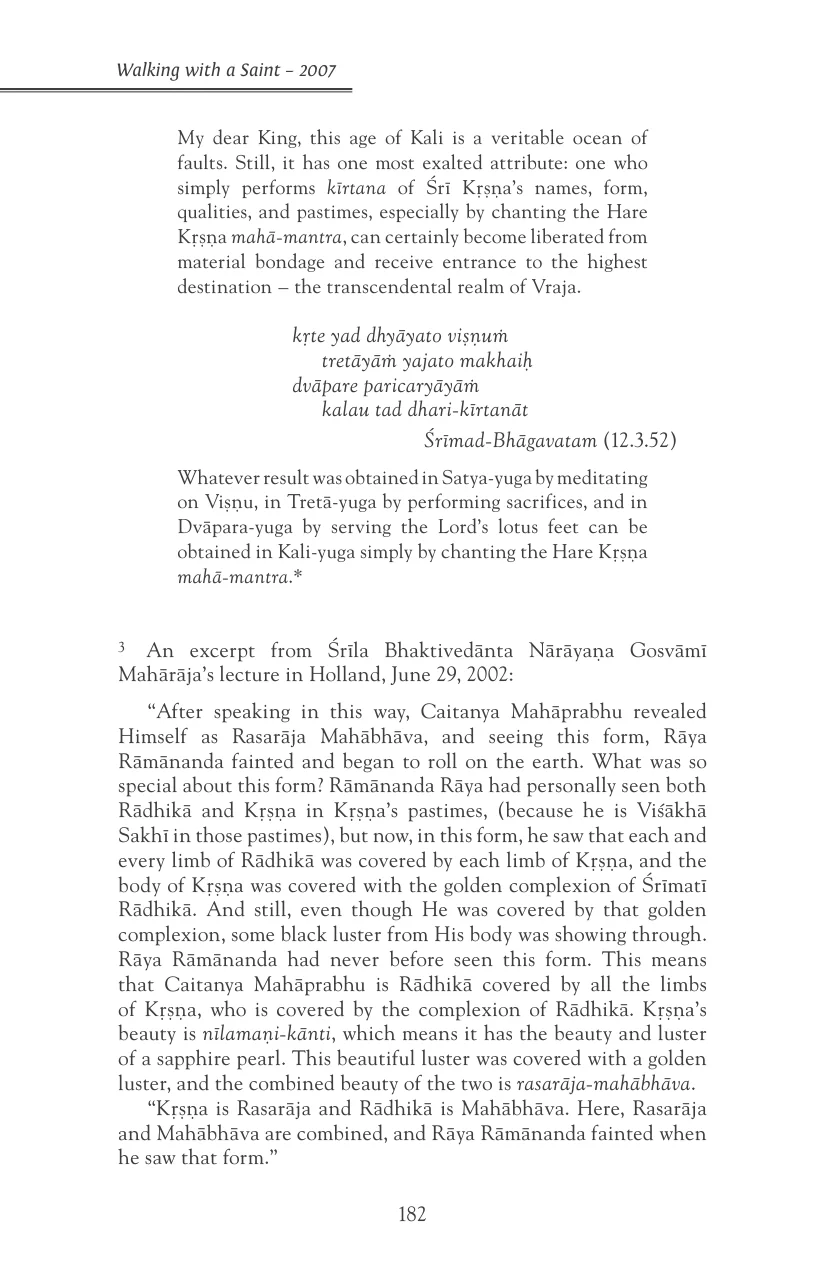 Walking with a Saint – 2007
My dear King, this age of Kali is a veritable ocean of
faults. Still, it has one most exalted attribute: one who
simply performs kīrtana of Śrī Kṛṣṇa’s names, form,
qualities, and pastimes, especially by chanting the Hare
Kṛṣṇa mahā-mantra, can certainly become liberated from
material bondage and receive entrance to the highest
destination – the transcendental realm of Vraja.
kṛte yad dhyāyato viṣṇuṁ
tretāyāṁ yajato makhaiḥ
dvāpare paricaryāyāṁ
kalau tad dhari-kīrtanāt
Śrīmad-Bhāgavatam (12.3.52)
Whatever result was obtained in Satya-yuga by meditating
on Viṣṇu, in Tretā-yuga by performing sacrifices, and in
Dvāpara-yuga by serving the Lord’s lotus feet can be
obtained in Kali-yuga simply by chanting the Hare Kṛṣṇa
mahā-mantra.*
3 An excerpt from Śrīla Bhaktivedānta Nārāyaṇa Gosvāmī
Mahārāja’s lecture in Holland, June 29, 2002:
“After speaking in this way, Caitanya Mahāprabhu revealed
Himself as Rasarāja Mahābhāva, and seeing this form, Rāya
Rāmānanda fainted and began to roll on the earth. What was so
special about this form? Rāmānanda Rāya had personally seen both
Rādhikā and Kṛṣṇa in Kṛṣṇa’s pastimes, (because he is Viśākhā
Sakhī in those pastimes), but now, in this form, he saw that each and
every limb of Rādhikā was covered by each limb of Kṛṣṇa, and the
body of Kṛṣṇa was covered with the golden complexion of Śrīmatī
Rādhikā. And still, even though He was covered by that golden
complexion, some black luster from His body was showing through.
Rāya Rāmānanda had never before seen this form. This means
that Caitanya Mahāprabhu is Rādhikā covered by all the limbs
of Kṛṣṇa, who is covered by the complexion of Rādhikā. Kṛṣṇa’s
beauty is nīlamaṇi-kānti, which means it has the beauty and luster
of a sapphire pearl. This beautiful luster was covered with a golden
luster, and the combined beauty of the two is rasarāja-mahābhāva.
“Kṛṣṇa is Rasarāja and Rādhikā is Mahābhāva. Here, Rasarāja
and Mahābhāva are combined, and Rāya Rāmānanda fainted when
he saw that form.”
182